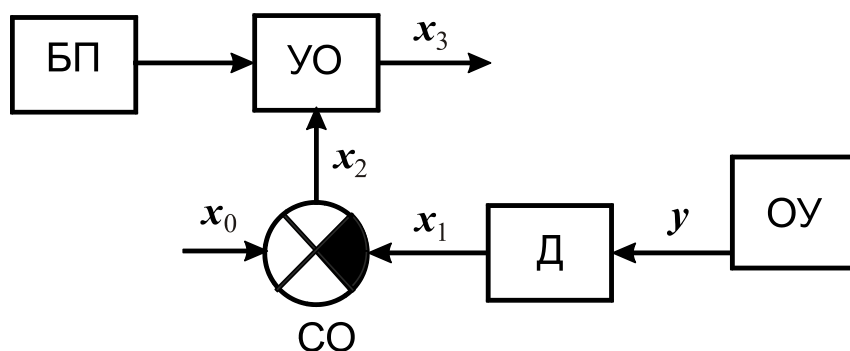 БП
УО
x₃
x₂
x₀
x₁
y
ОУ
Д
СО